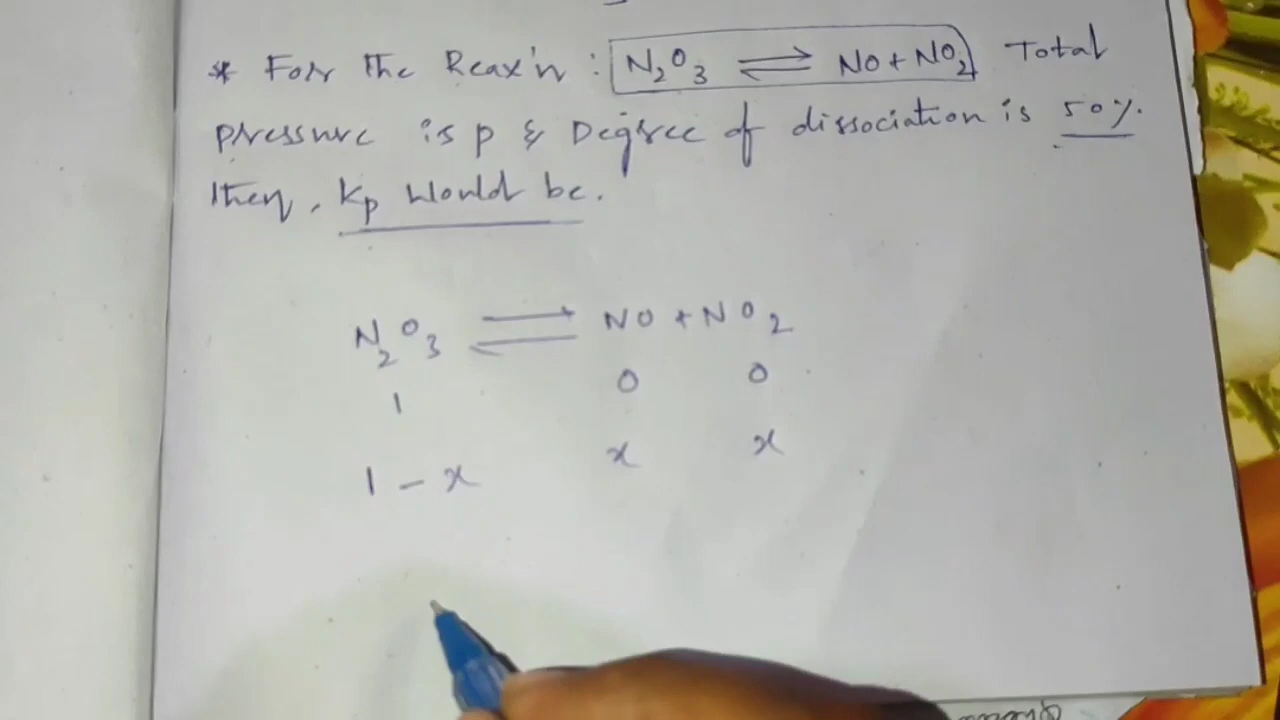 * For the Reax'n : N₂O₃ ⇌ NO + NO₂ Total
pressure is p & Degree of dissociation is 50%.
then, Kp Would be.
N₂O₃ ⇌ NO + NO₂
1 0 0
1 - x x x